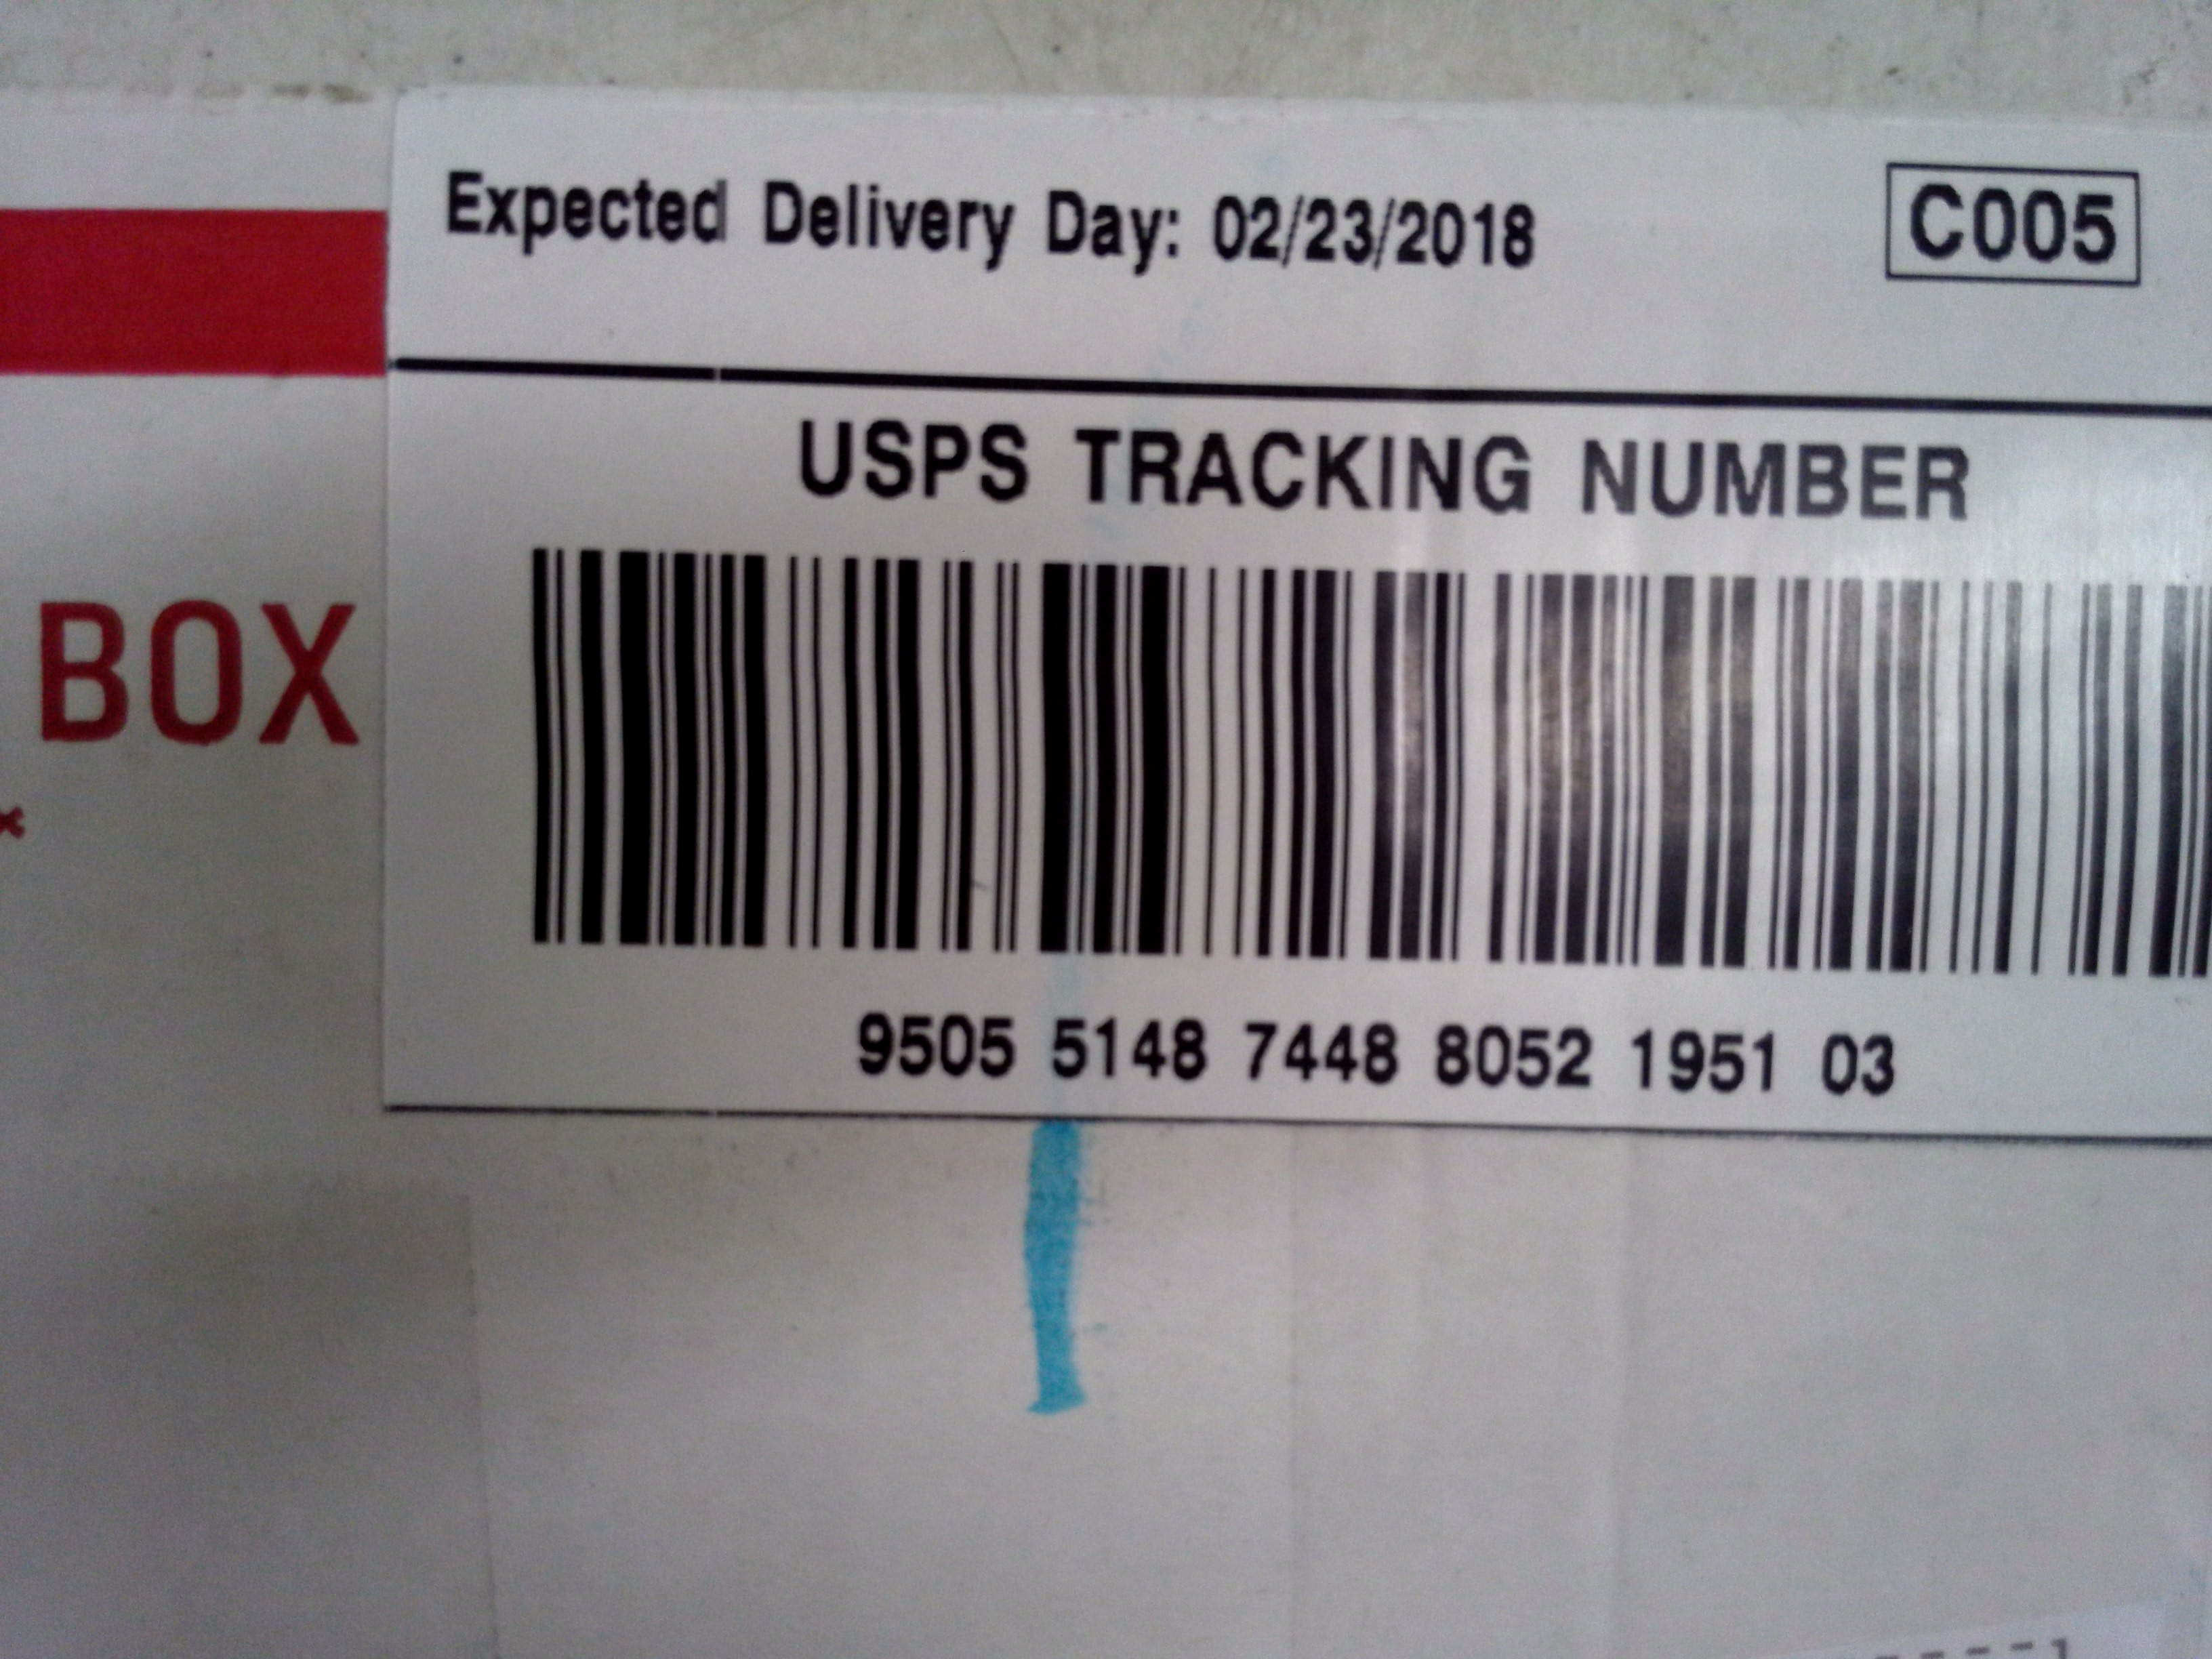 Expected Delivery Day: 02/23/2018
C005
USPS TRACKING NUMBER
BOX
9505 5148 7448 8052 1951 03